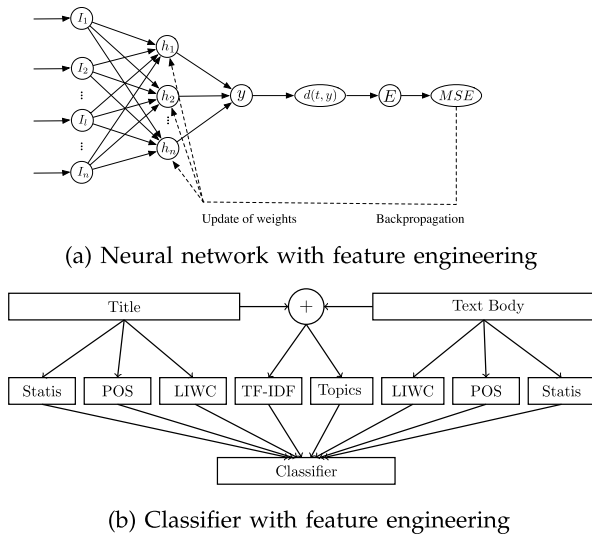 I1
I2
⋮
Il
⋮
In
h1
h2
⋮
hn
y
d(t, y)
E
MSE
Update of weights
Backpropagation
(a) Neural network with feature engineering
Title
+
Text Body
Statis
POS
LIWC
TF-IDF
Topics
LIWC
POS
Statis
Classifier
(b) Classifier with feature engineering